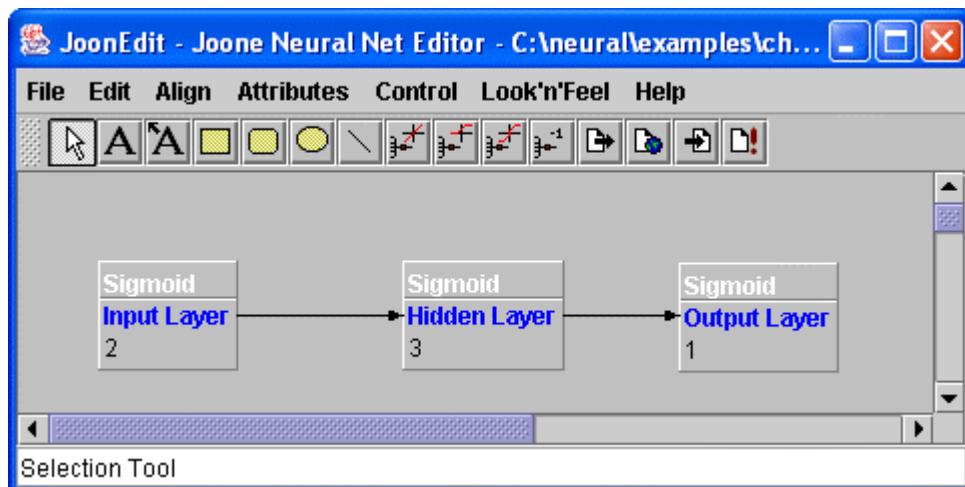 JoonEdit - Joone Neural Net Editor - C:\neural\examples\ch...
File Edit Align Attributes Control Look'n'Feel Help
A A -1
Sigmoid
Input Layer
2
Sigmoid
Hidden Layer
3
Sigmoid
Output Layer
1
Selection Tool